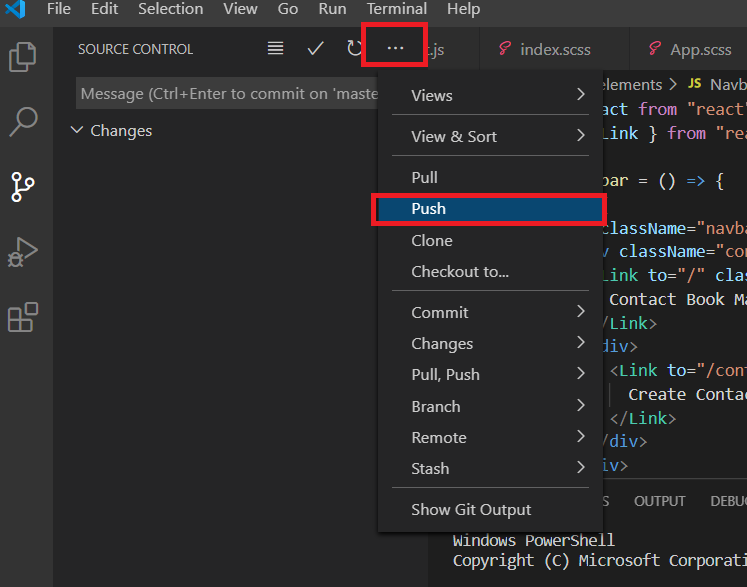 File Edit Selection View Go Run Terminal Help
SOURCE CONTROL
.js index.scss App.scss
Message (Ctrl+Enter to commit on 'maste
Changes
Views
View & Sort
Pull
Push
Clone
Checkout to...
Commit
Changes
Pull, Push
Branch
Remote
Stash
Show Git Output
elements > JS Navb
act from "react"
Link } from "rea
bar = () => {
className="navba
v className="con
Link to="/" clas
Contact Book Ma
/Link>
div>
<Link to="/cont
Create Contac
</Link>
/div>
iv>
S OUTPUT DEBU
Windows PowerShell
Copyright (C) Microsoft Corporati